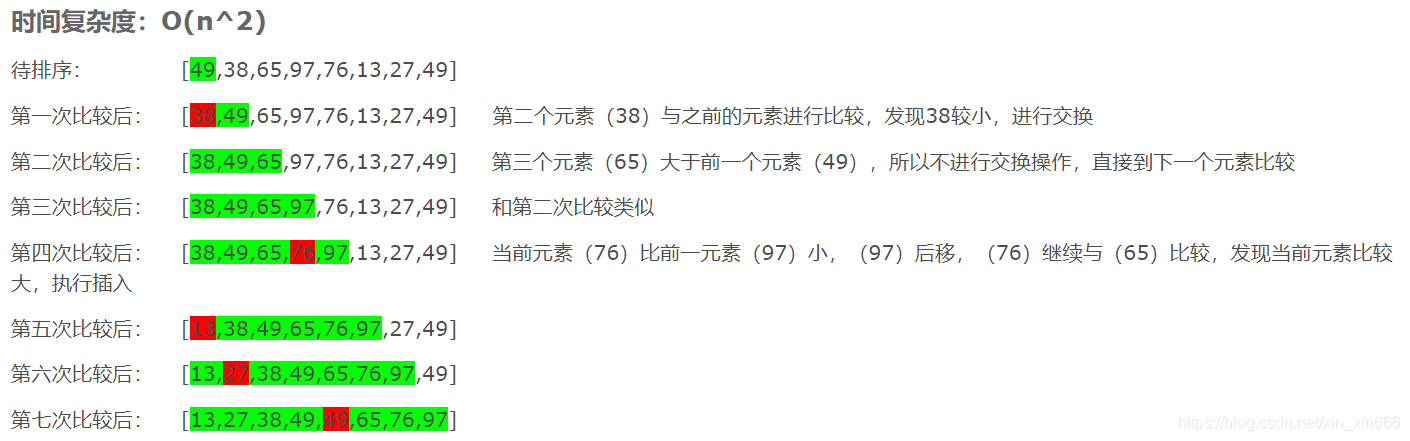 时间复杂度：O(n^2)
待排序： [49,38,65,97,76,13,27,49]
第一次比较后： [38,49,65,97,76,13,27,49] 第二个元素（38）与之前的元素进行比较，发现38较小，进行交换
第二次比较后： [38,49,65,97,76,13,27,49] 第三个元素（65）大于前一个元素（49），所以不进行交换操作，直接到下一个元素比较
第三次比较后： [38,49,65,97,76,13,27,49] 和第二次比较类似
第四次比较后： [38,49,65,76,97,13,27,49] 当前元素（76）比前一元素（97）小，（97）后移，（76）继续与（65）比较，发现当前元素比较
大，执行插入
第五次比较后： [13,38,49,65,76,97,27,49]
第六次比较后： [13,27,38,49,65,76,97,49]
第七次比较后： [13,27,38,49,49,65,76,97]
https://blog.csdn.net/xin_xin666